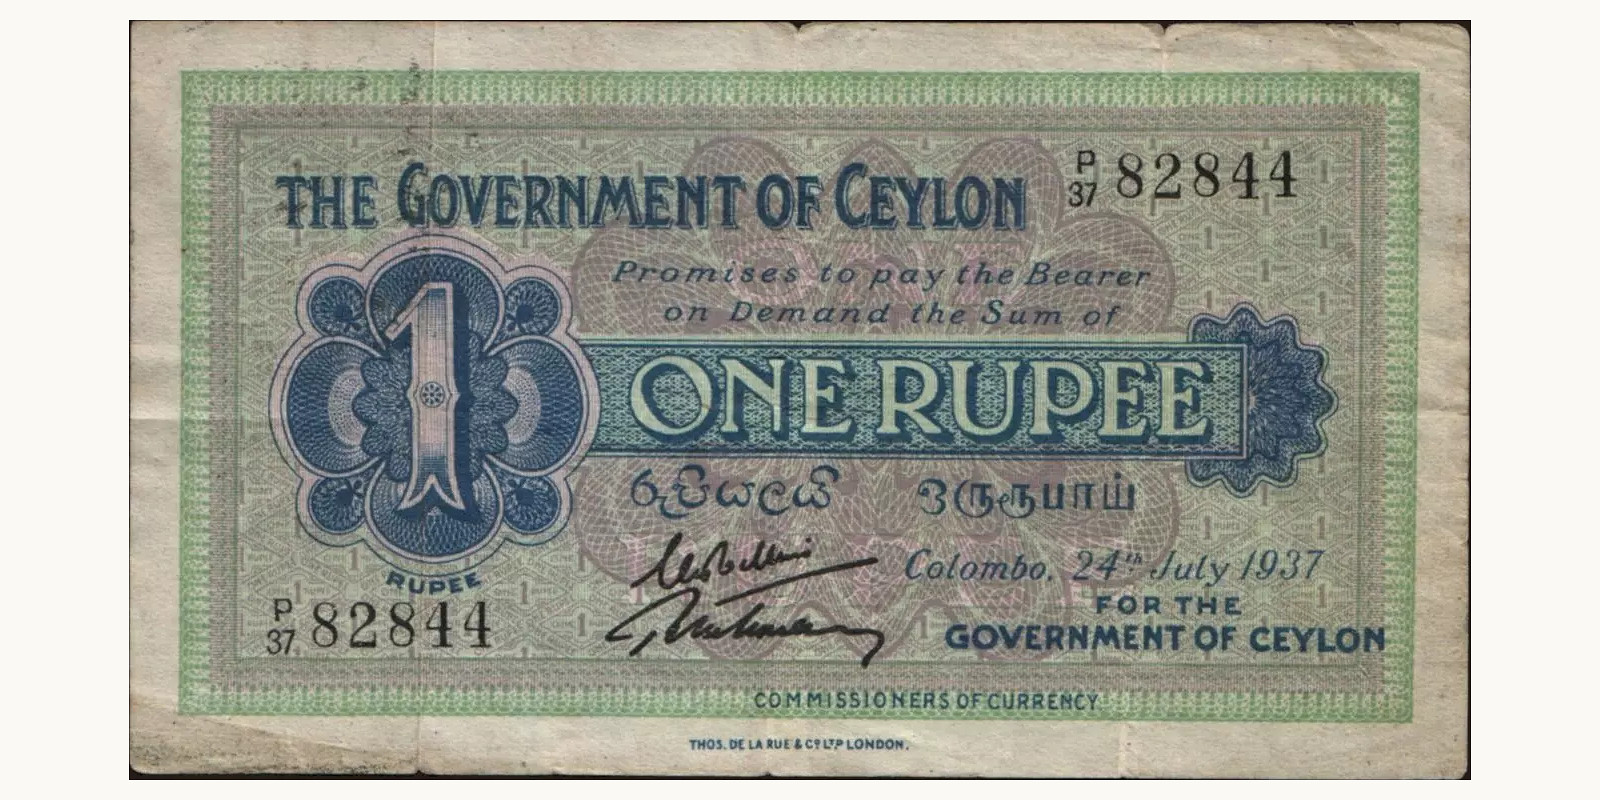 THE GOVERNMENT OF CEYLON
P/37 82844
Promises to pay the Bearer
on Demand the Sum of
1
ONE RUPEE
රුපියලයි ஒருரூபாய்
RUPEE
Colombo, 24th July 1937
P/37 82844
FOR THE
GOVERNMENT OF CEYLON
COMMISSIONERS OF CURRENCY
THOS. DE LA RUE & CO LTD LONDON.